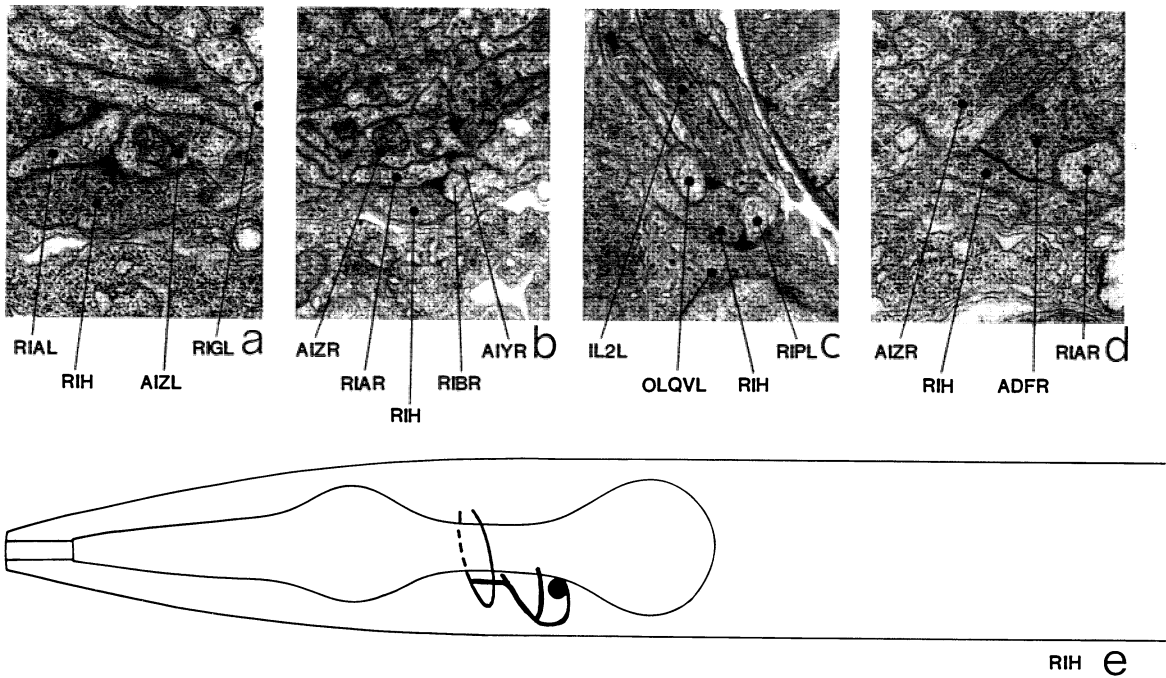 RIAL RIGL a
RIH AIZL
AIZR AIYR b
RIAR RIBR
RIH
IL2L RIPL c
OLQVL RIH
AIZR RIAR d
RIH ADFR
RIH e